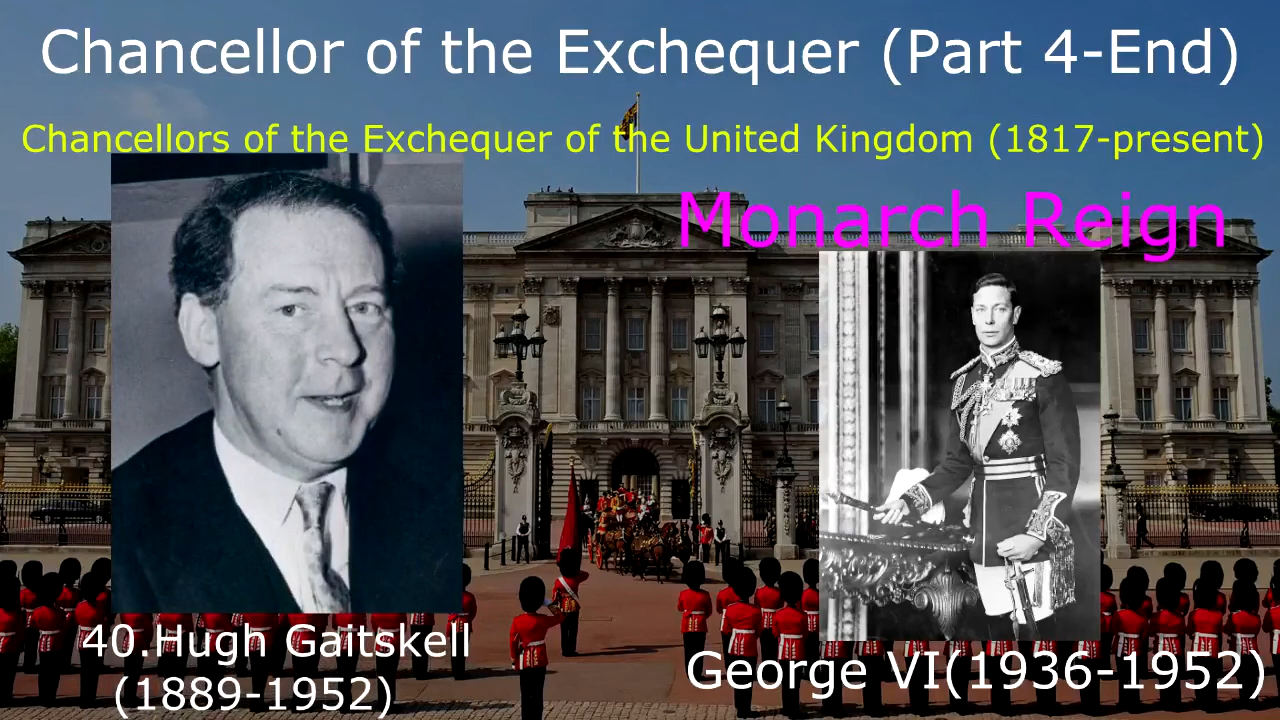 Chancellor of the Exchequer (Part 4-End)
Chancellors of the Exchequer of the United Kingdom (1817-present)
Monarch Reign
40.Hugh Gaitskell
(1889-1952)
George VI(1936-1952)